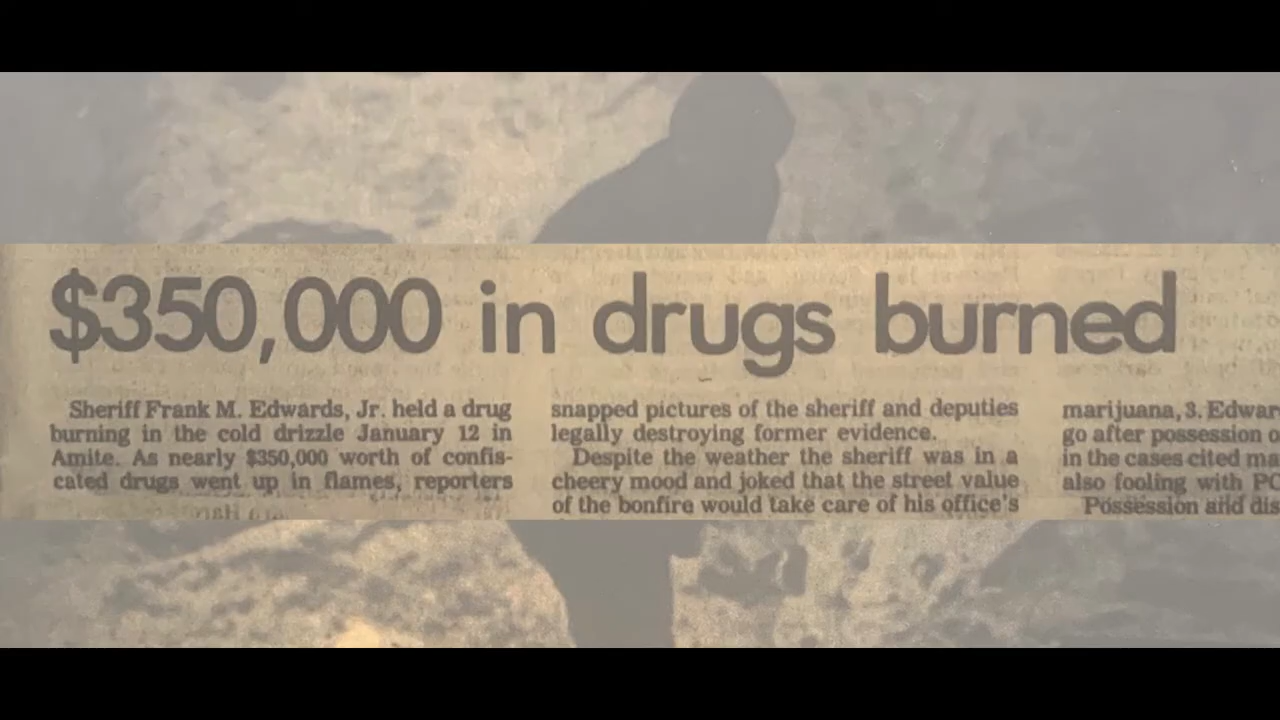 $350,000 in drugs burned
Sheriff Frank M. Edwards, Jr. held a drug
burning in the cold drizzle January 12 in
Amite. As nearly $350,000 worth of confis-
cated drugs went up in flames, reporters
snapped pictures of the sheriff and deputies
legally destroying former evidence.
Despite the weather the sheriff was in a
cheery mood and joked that the street value
of the bonfire would take care of his office's
marijuana, 3. Edwar
go after possession o
in the cases cited ma
also fooling with PC
Possession and dis